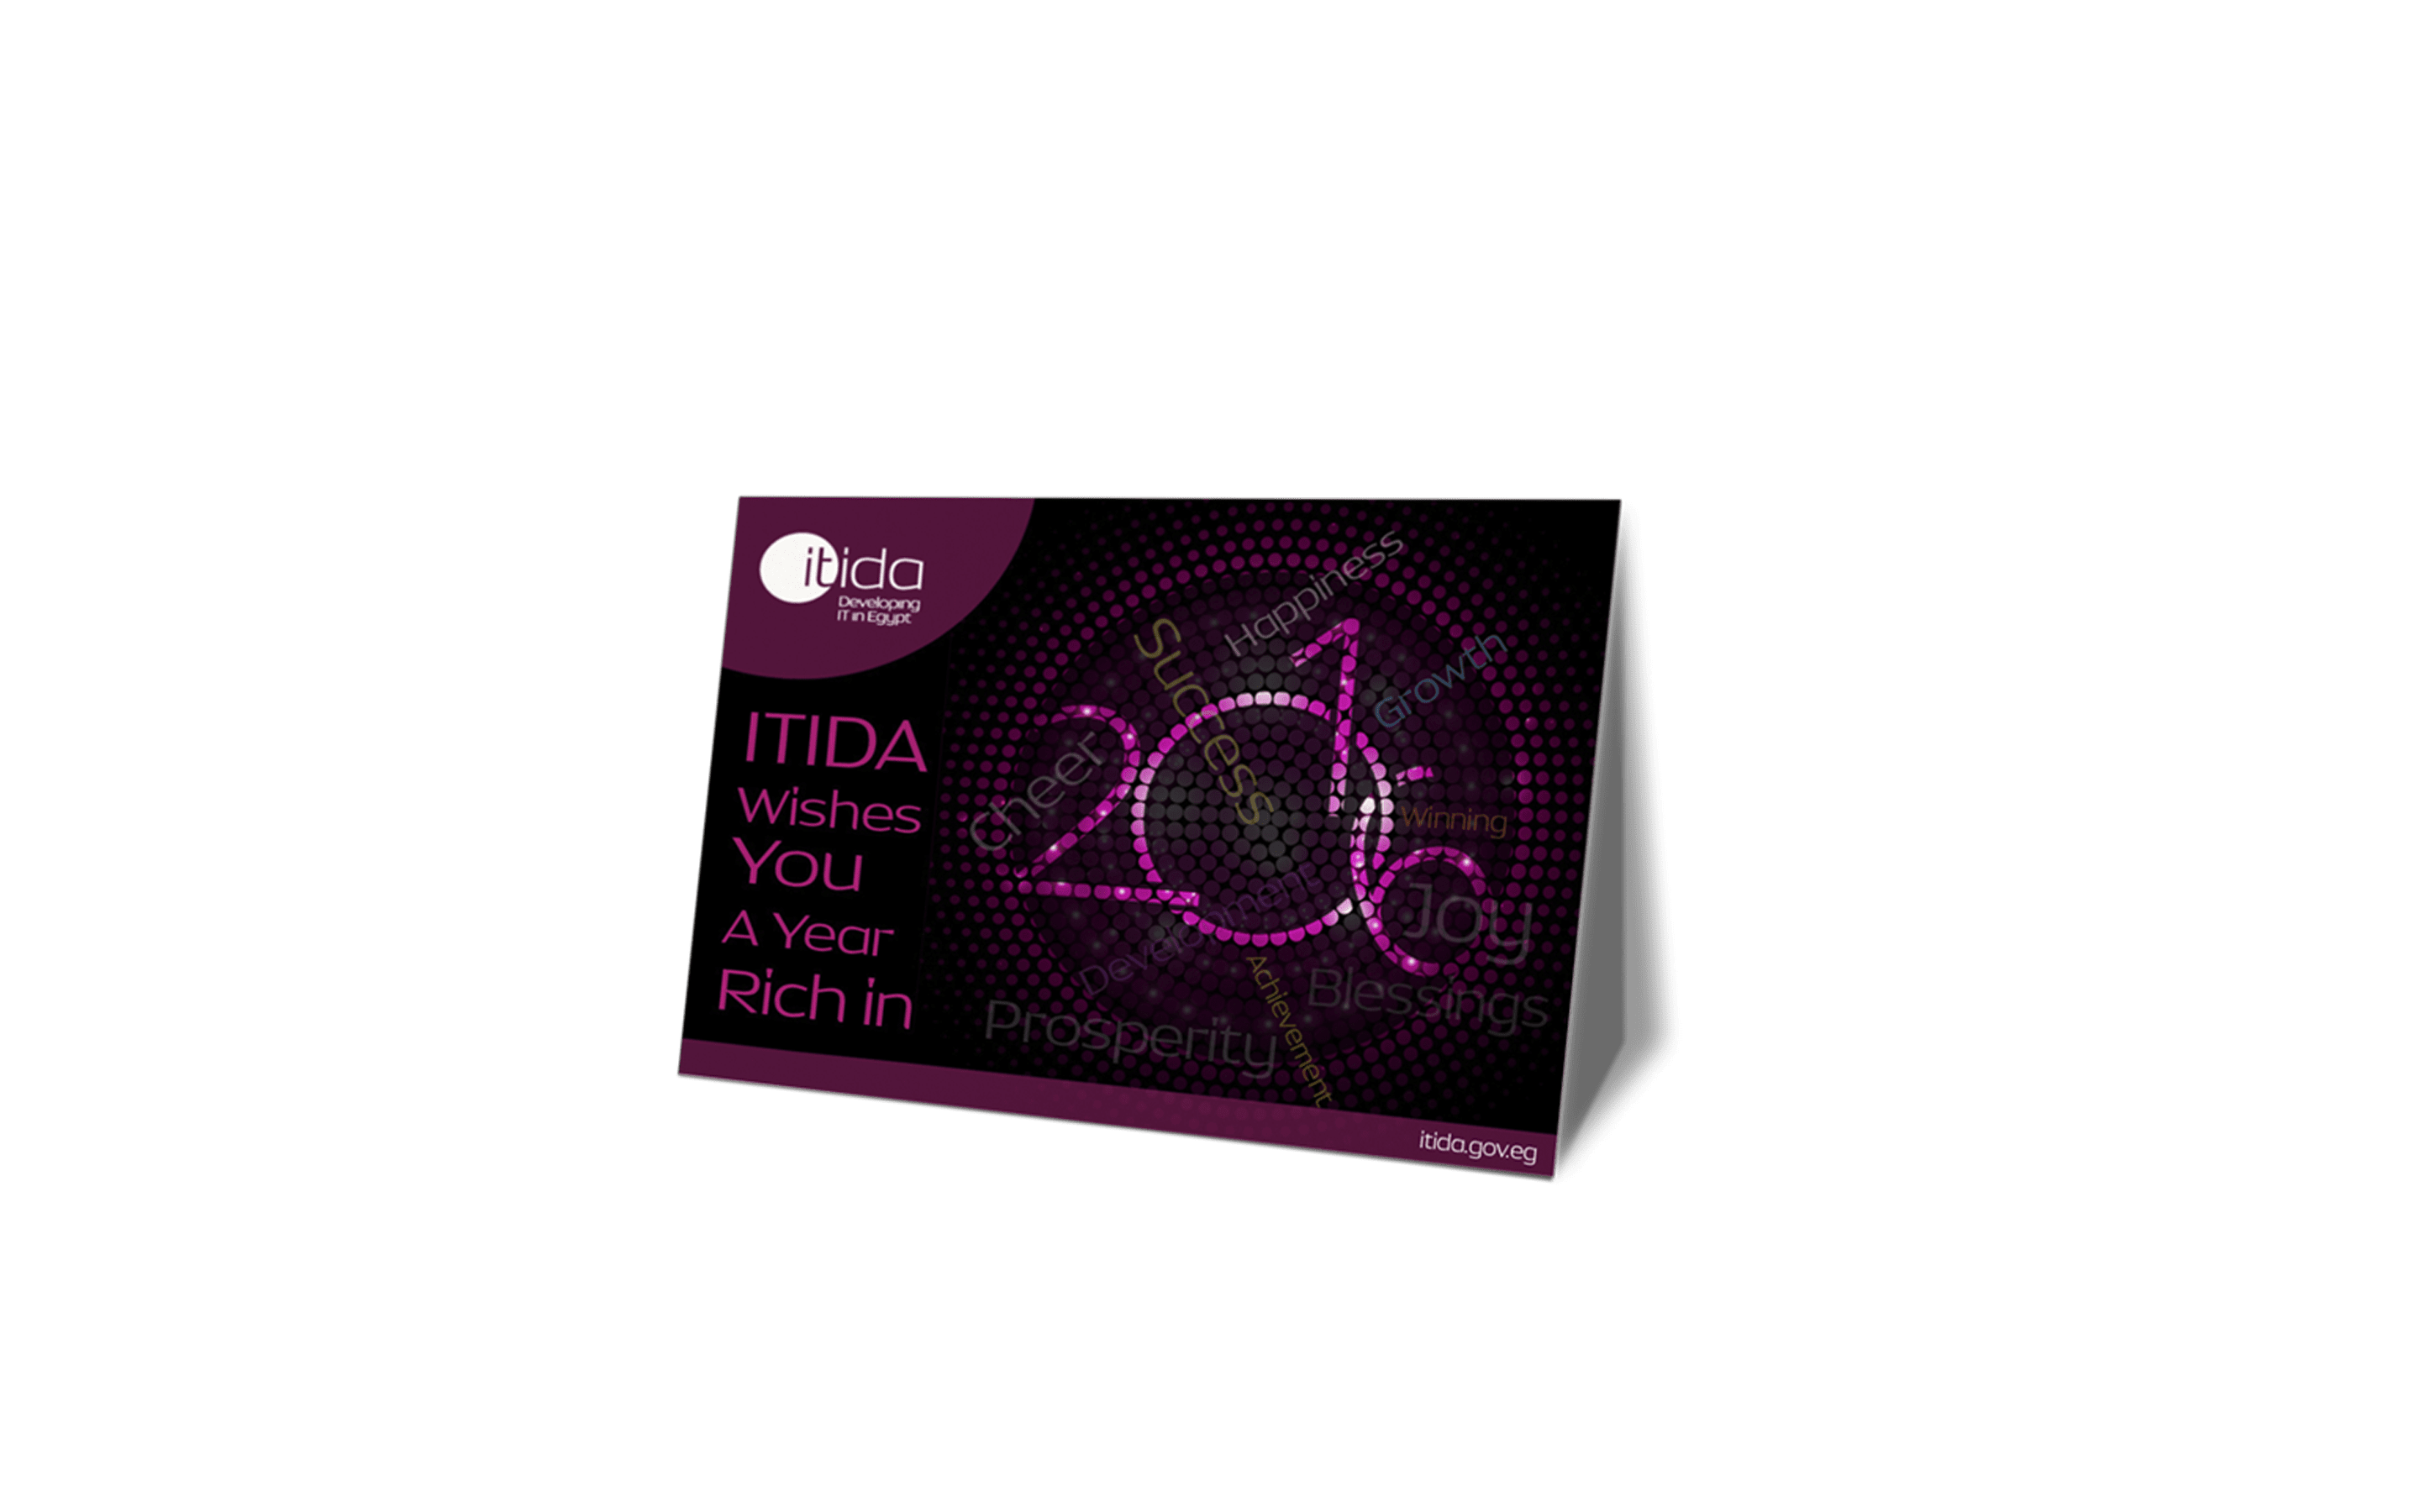 itida
Developing
IT in Egypt
ITIDA
Wishes
You
A Year
Rich in
Happiness
Success
Growth
cheer
2016
Winning
Development
Joy
Blessings
Achievement
Prosperity
itida.gov.eg